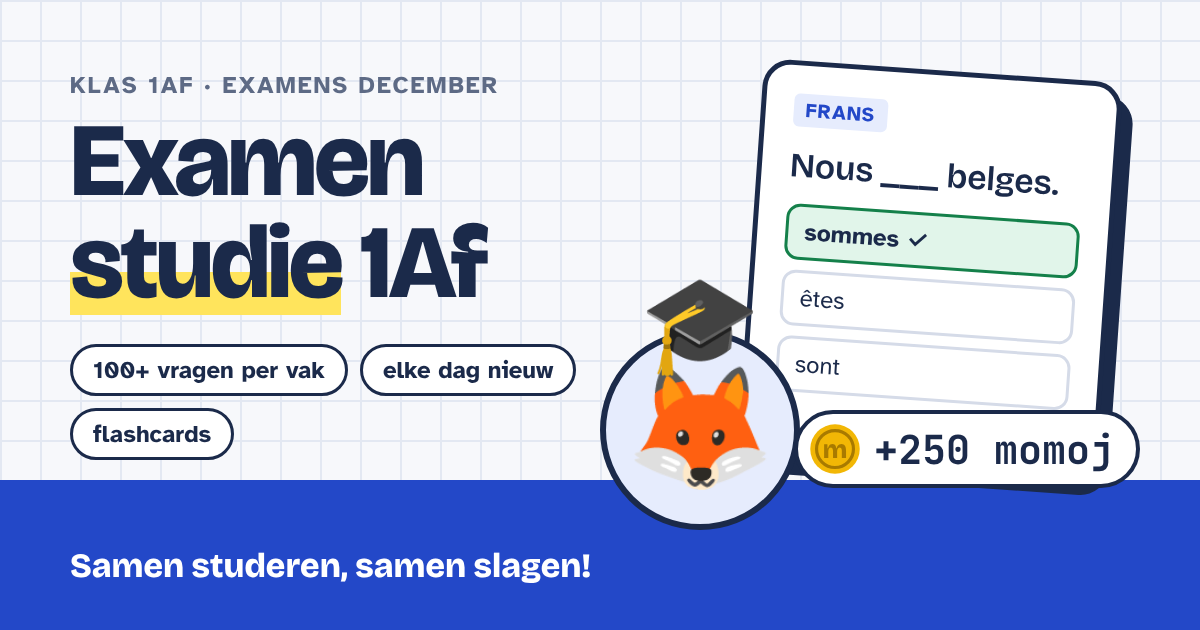 KLAS 1AF · EXAMENS DECEMBER
Examen
studie 1Af
100+ vragen per vak
elke dag nieuw
flashcards
FRANS
Nous ___ belges.
sommes ✓
êtes
sont
m
+250 momoj
Samen studeren, samen slagen!